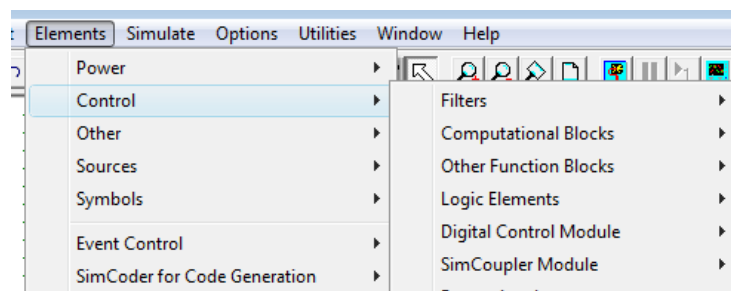 Elements Simulate Options Utilities Window Help
Power
Control
Other
Sources
Symbols
Event Control
SimCoder for Code Generation
Filters
Computational Blocks
Other Function Blocks
Logic Elements
Digital Control Module
SimCoupler Module